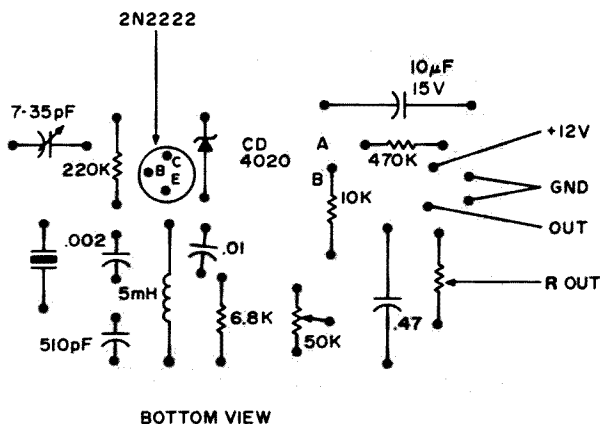 2N2222
10µF
15V
7-35pF
+12V
C
B
E
220K
CD
4020
A
470K
B
10K
GND
OUT
.002
.01
5mH
R OUT
510pF
6.8K
50K
.47
BOTTOM VIEW